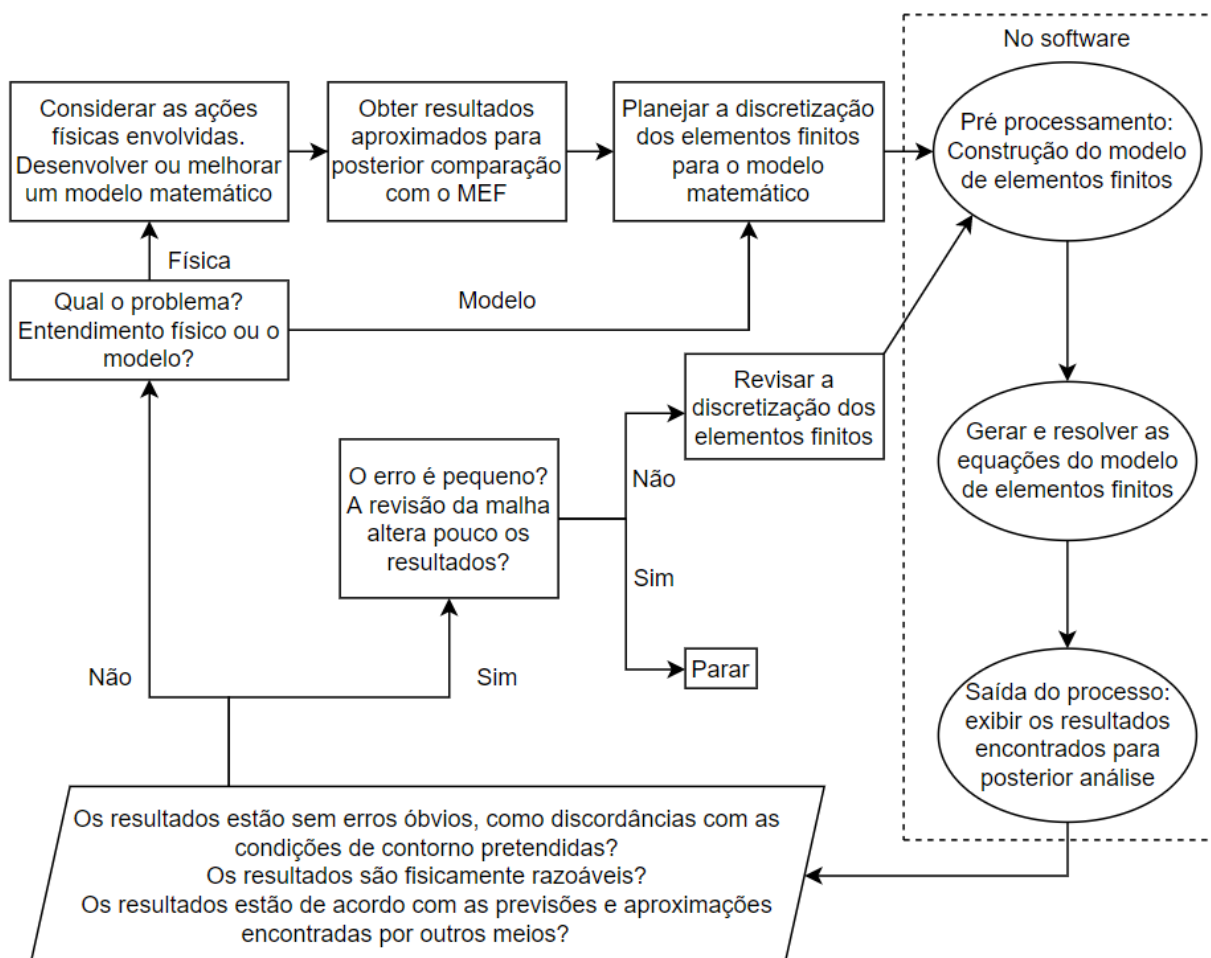 No software
Considerar as ações
físicas envolvidas.
Desenvolver ou melhorar
um modelo matemático
Obter resultados
aproximados para
posterior comparação
com o MEF
Planejar a discretização
dos elementos finitos
para o modelo
matemático
Pré processamento:
Construção do modelo
de elementos finitos
Física
Qual o problema?
Entendimento físico ou o
modelo?
Modelo
Revisar a
discretização dos
elementos finitos
Gerar e resolver as
equações do modelo
de elementos finitos
O erro é pequeno?
A revisão da malha
altera pouco os
resultados?
Não
Sim
Parar
Não
Sim
Saída do processo:
exibir os resultados
encontrados para
posterior análise
Os resultados estão sem erros óbvios, como discordâncias com as
condições de contorno pretendidas?
Os resultados são fisicamente razoáveis?
Os resultados estão de acordo com as previsões e aproximações
encontradas por outros meios?